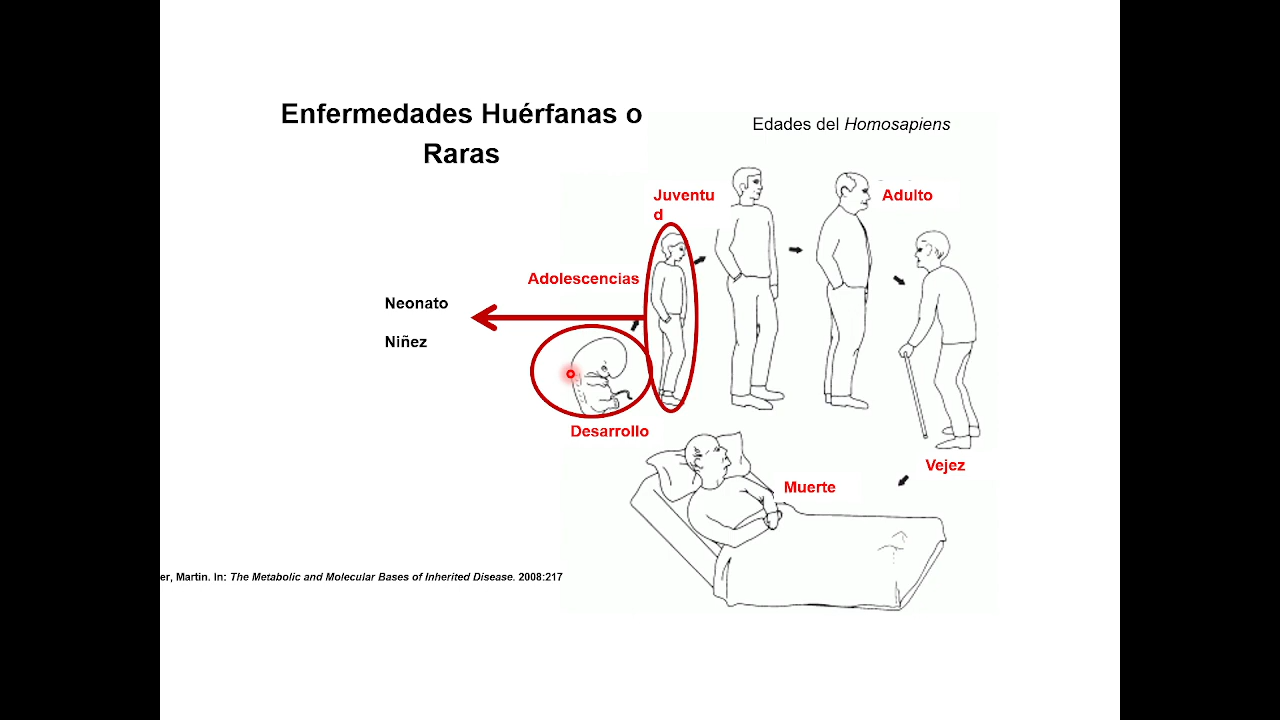 Enfermedades Huérfanas o
Raras
Edades del Homosapiens
Juventu
d
Adulto
Adolescencias
Neonato
Niñez
Desarrollo
Vejez
Muerte
er, Martin. In: The Metabolic and Molecular Bases of Inherited Disease. 2008:217